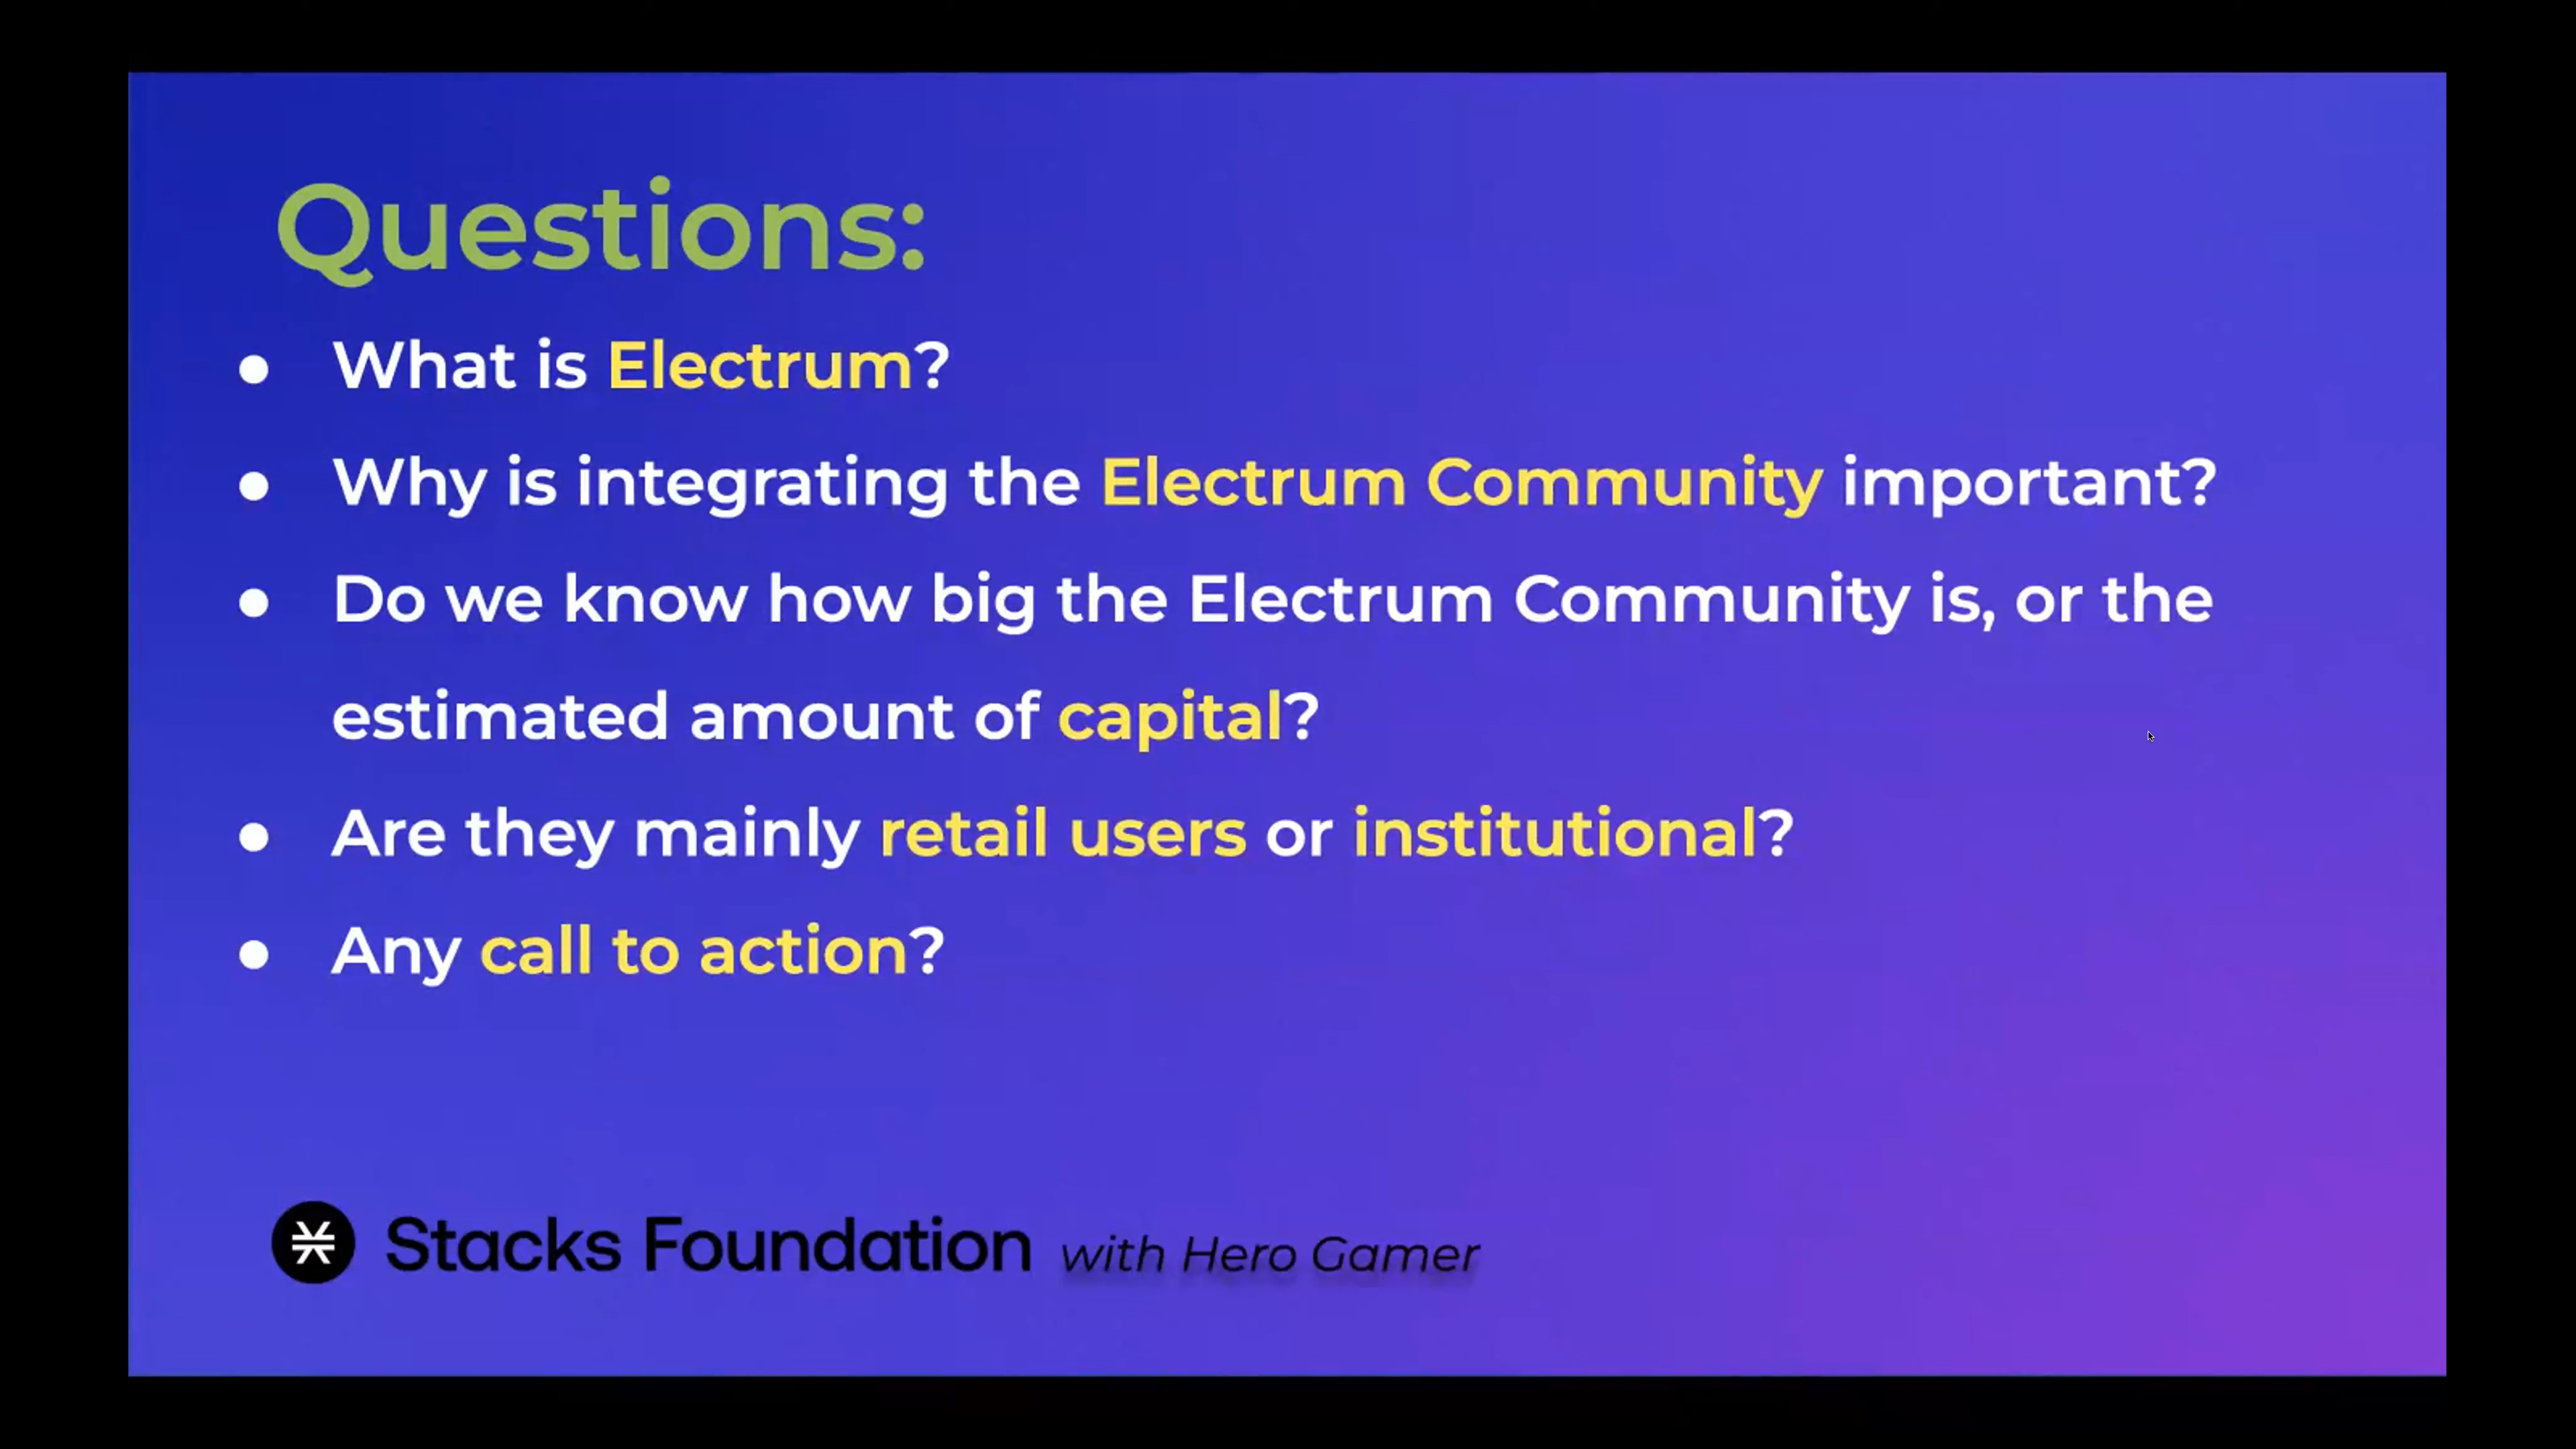 Questions:
● What is Electrum?
● Why is integrating the Electrum Community important?
● Do we know how big the Electrum Community is, or the
estimated amount of capital?
● Are they mainly retail users or institutional?
● Any call to action?
Stacks Foundation with Hero Gamer